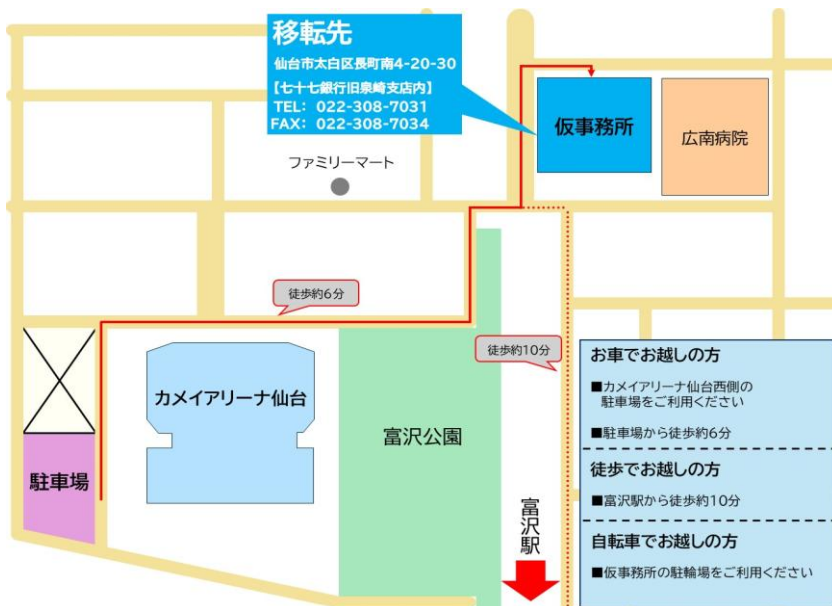 移転先
仙台市太白区長町南4-20-30
【七十七銀行旧泉崎支店内】
TEL: 022-308-7031
FAX: 022-308-7034
仮事務所
広南病院
ファミリーマート
徒歩約6分
徒歩約10分
カメイアリーナ仙台
富沢公園
駐車場
富沢駅
お車でお越しの方
■カメイアリーナ仙台西側の
駐車場をご利用ください
■駐車場から徒歩約6分
徒歩でお越しの方
■富沢駅から徒歩約10分
自転車でお越しの方
■仮事務所の駐輪場をご利用ください